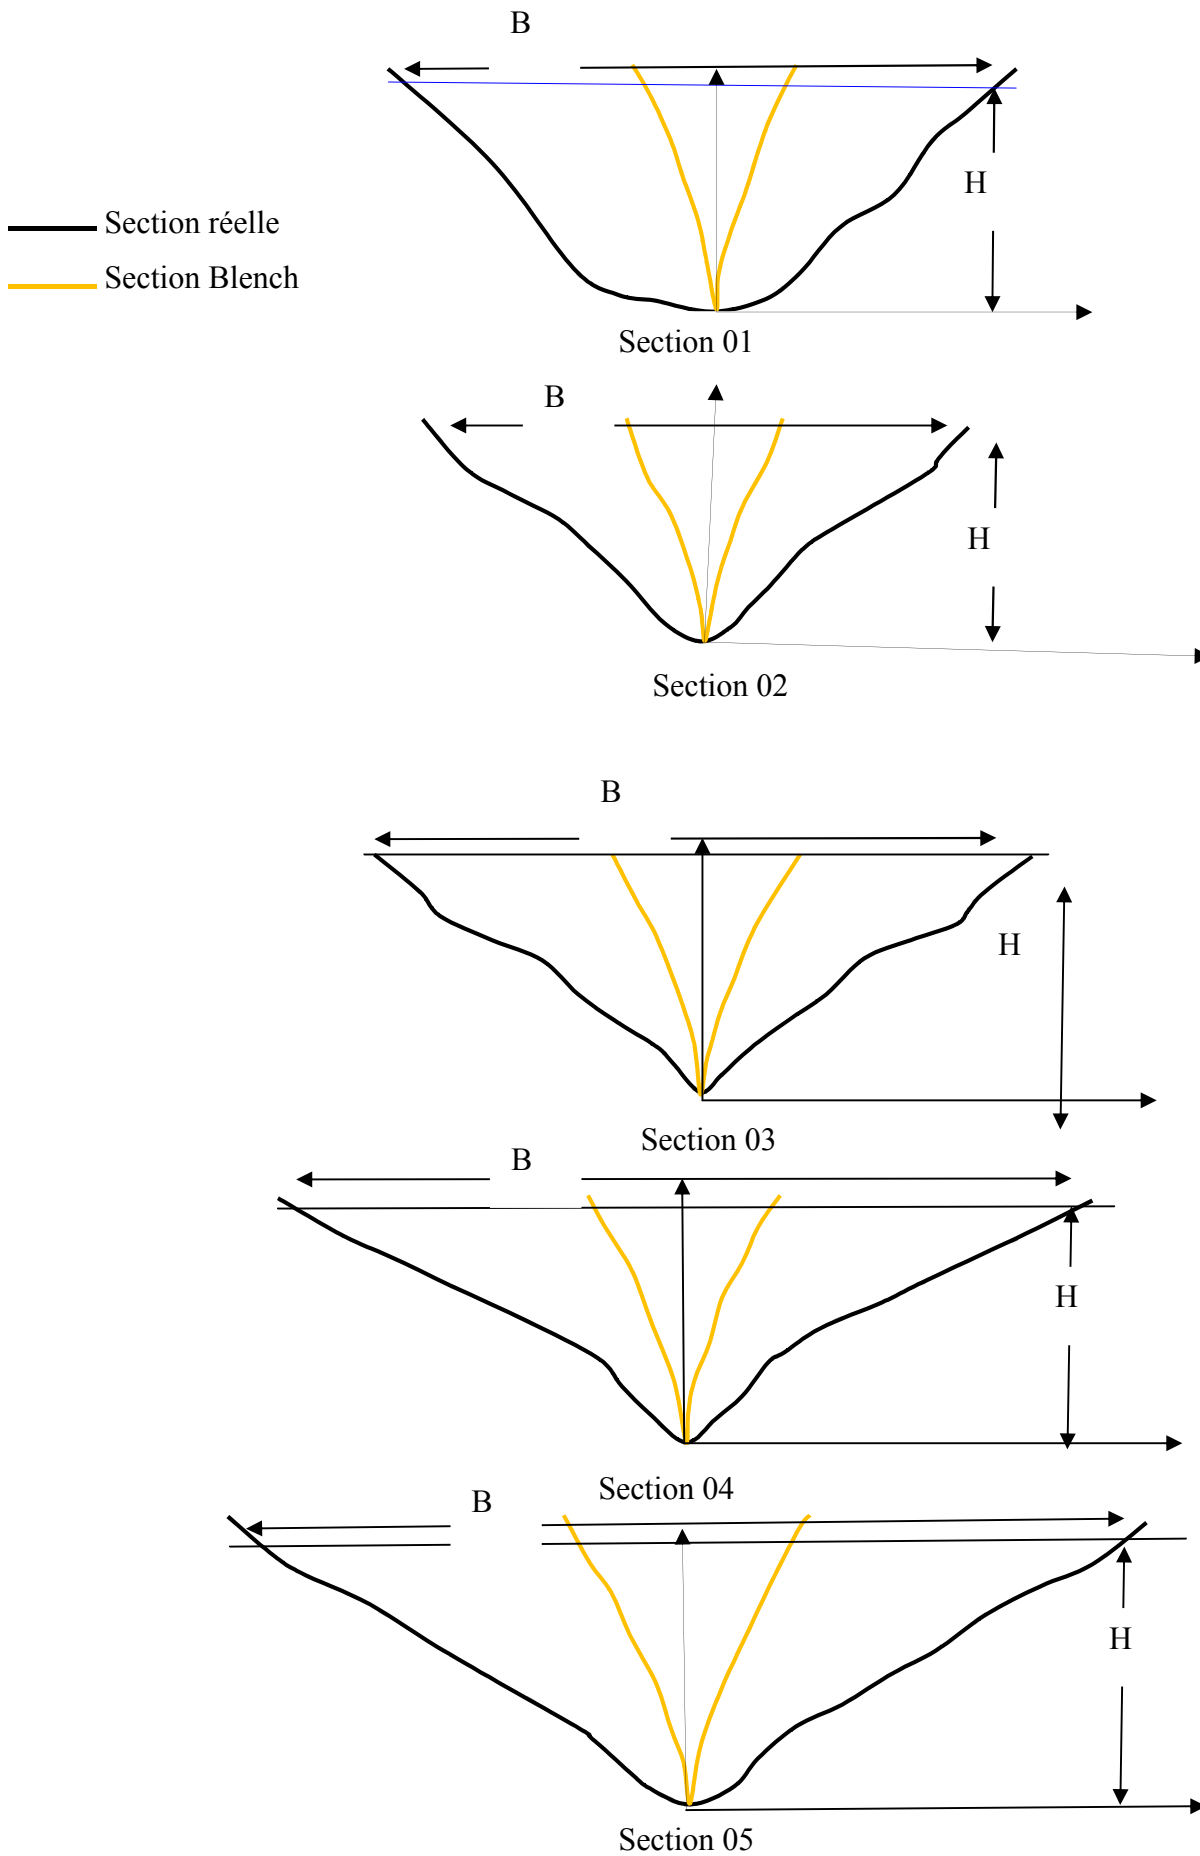 B
H
Section réelle
Section Blench
Section 01
B
H
Section 02
B
H
Section 03
B
H
Section 04
B
H
Section 05